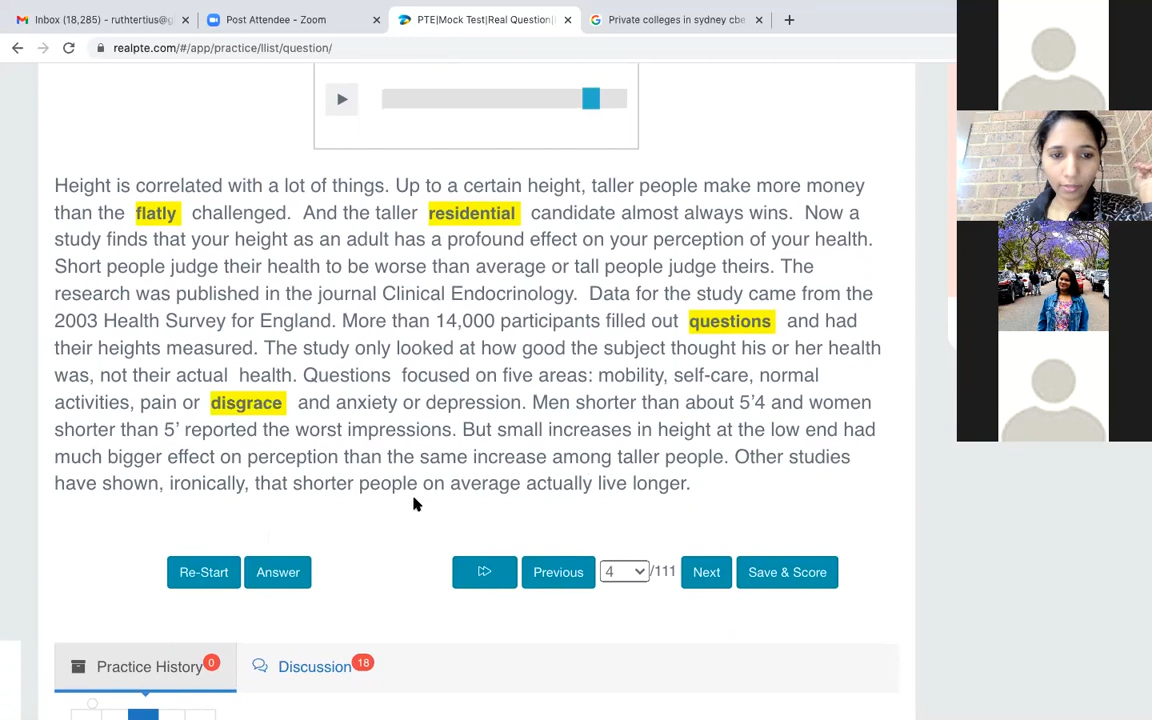 Inbox (18,285) - ruthtertius@g
Post Attendee - Zoom
PTE|Mock Test|Real Question|
Private colleges in sydney cbe
realpte.com/#/app/practice/llist/question/
Height is correlated with a lot of things. Up to a certain height, taller people make more money
than the flatly challenged. And the taller residential candidate almost always wins. Now a
study finds that your height as an adult has a profound effect on your perception of your health.
Short people judge their health to be worse than average or tall people judge theirs. The
research was published in the journal Clinical Endocrinology. Data for the study came from the
2003 Health Survey for England. More than 14,000 participants filled out questions and had
their heights measured. The study only looked at how good the subject thought his or her health
was, not their actual health. Questions focused on five areas: mobility, self-care, normal
activities, pain or disgrace and anxiety or depression. Men shorter than about 5'4 and women
shorter than 5' reported the worst impressions. But small increases in height at the low end had
much bigger effect on perception than the same increase among taller people. Other studies
have shown, ironically, that shorter people on average actually live longer.
Re-Start Answer Previous 4 /111 Next Save & Score
Practice History 0 Discussion 18